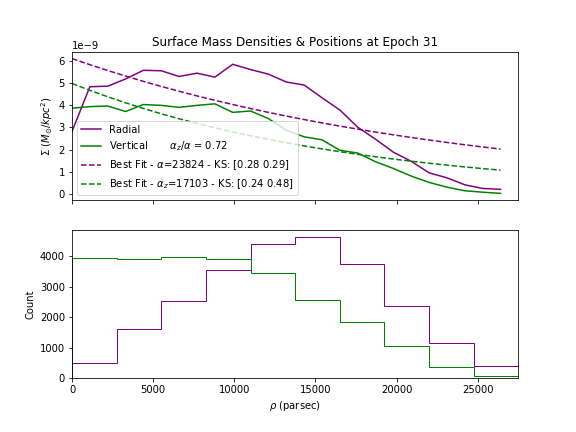 Surface Mass Densities & Positions at Epoch 31
1e−9
6
5
4
3
2
1
0
Σ (M⊙/kpc²)
Radial
Vertical α_z/α = 0.72
Best Fit - α=23824 - KS: [0.28 0.29]
Best Fit - α_z=17103 - KS: [0.24 0.48]
4000
3000
2000
1000
0
Count
0 5000 10000 15000 20000 25000
ρ (parsec)